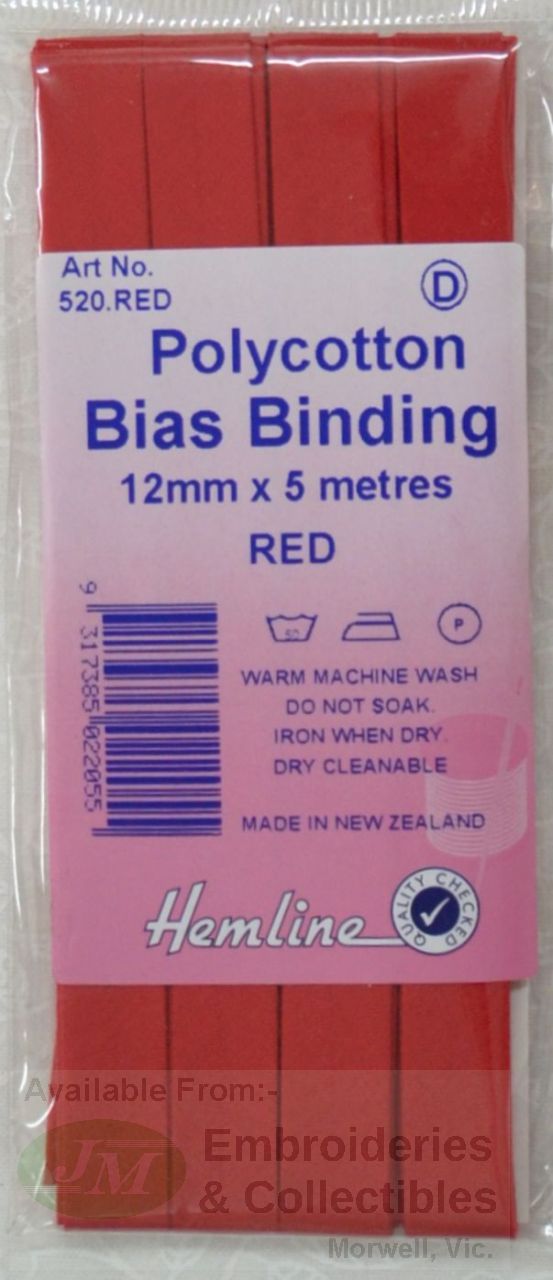 Art No.
520.RED
D
Polycotton
Bias Binding
12mm x 5 metres
RED
9 317385 022055
50
P
WARM MACHINE WASH
DO NOT SOAK.
IRON WHEN DRY.
DRY CLEANABLE
MADE IN NEW ZEALAND
Hemline
QUALITY CHECKED
Available From:-
JM
Embroideries
& Collectibles
Morwell, Vic.